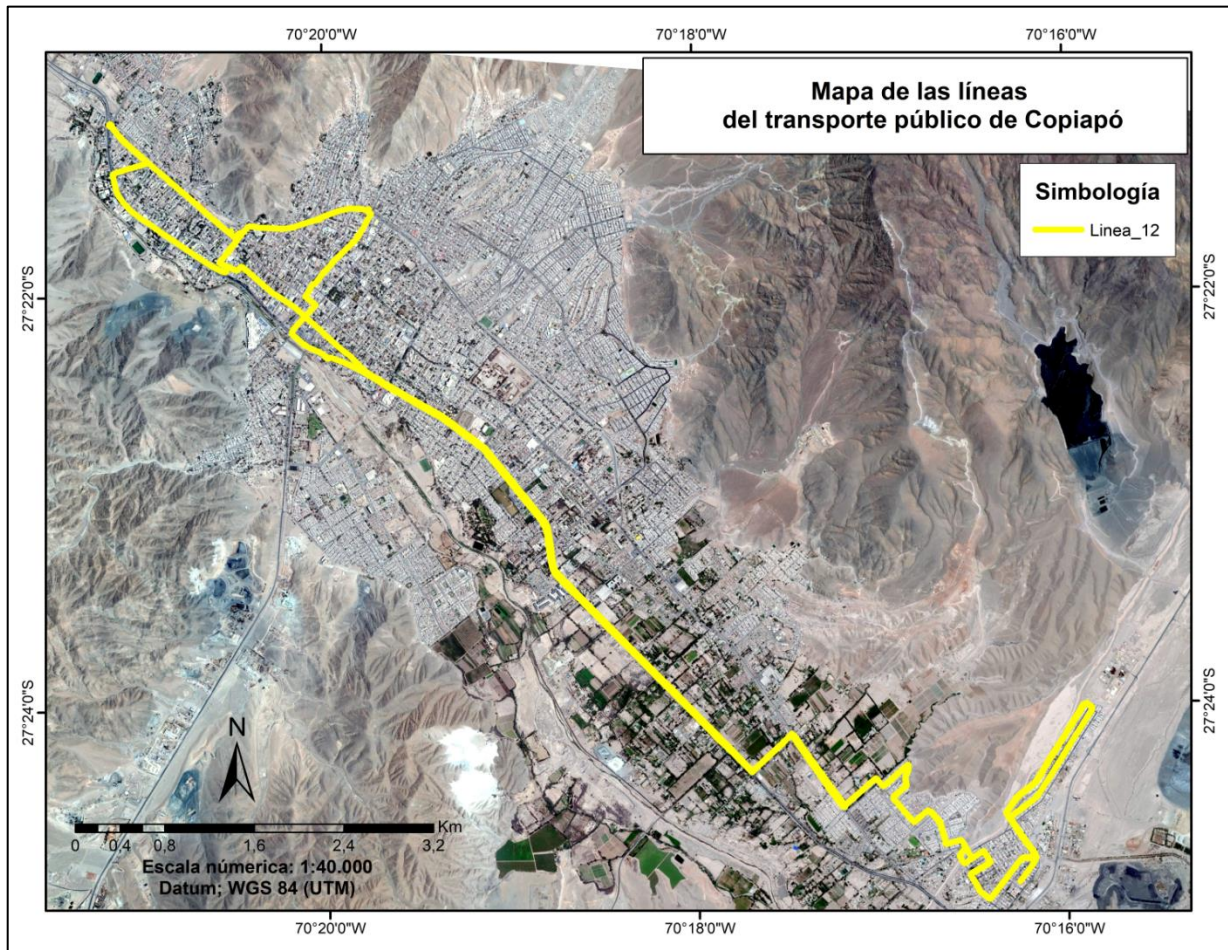 70°20'0"W
70°18'0"W
70°16'0"W
Mapa de las líneas
del transporte público de Copiapó
Simbología
Linea_12
27°22'0"S
27°22'0"S
27°24'0"S
27°24'0"S
N
Km
0 0,4 0,8 1,6 2,4 3,2
Escala númerica: 1:40.000
Datum; WGS 84 (UTM)
70°20'0"W
70°18'0"W
70°16'0"W